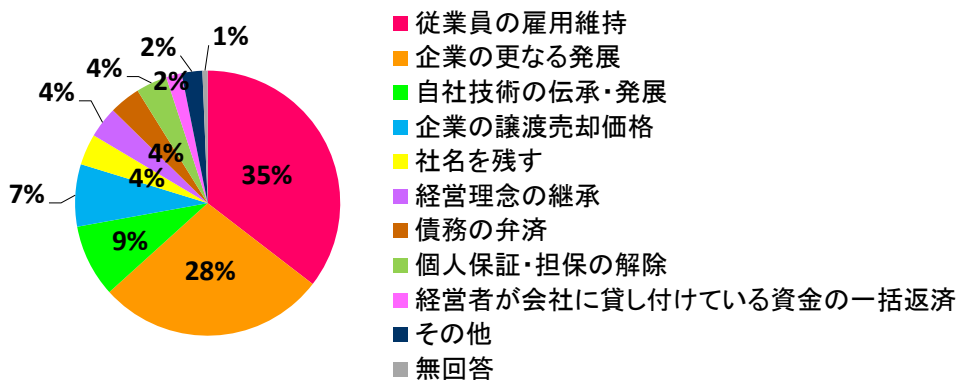 1%
2%
2%
4%
4%
4%
4%
7%
9%
28%
35%
従業員の雇用維持
企業の更なる発展
自社技術の伝承・発展
企業の譲渡売却価格
社名を残す
経営理念の継承
債務の弁済
個人保証・担保の解除
経営者が会社に貸し付けている資金の一括返済
その他
無回答